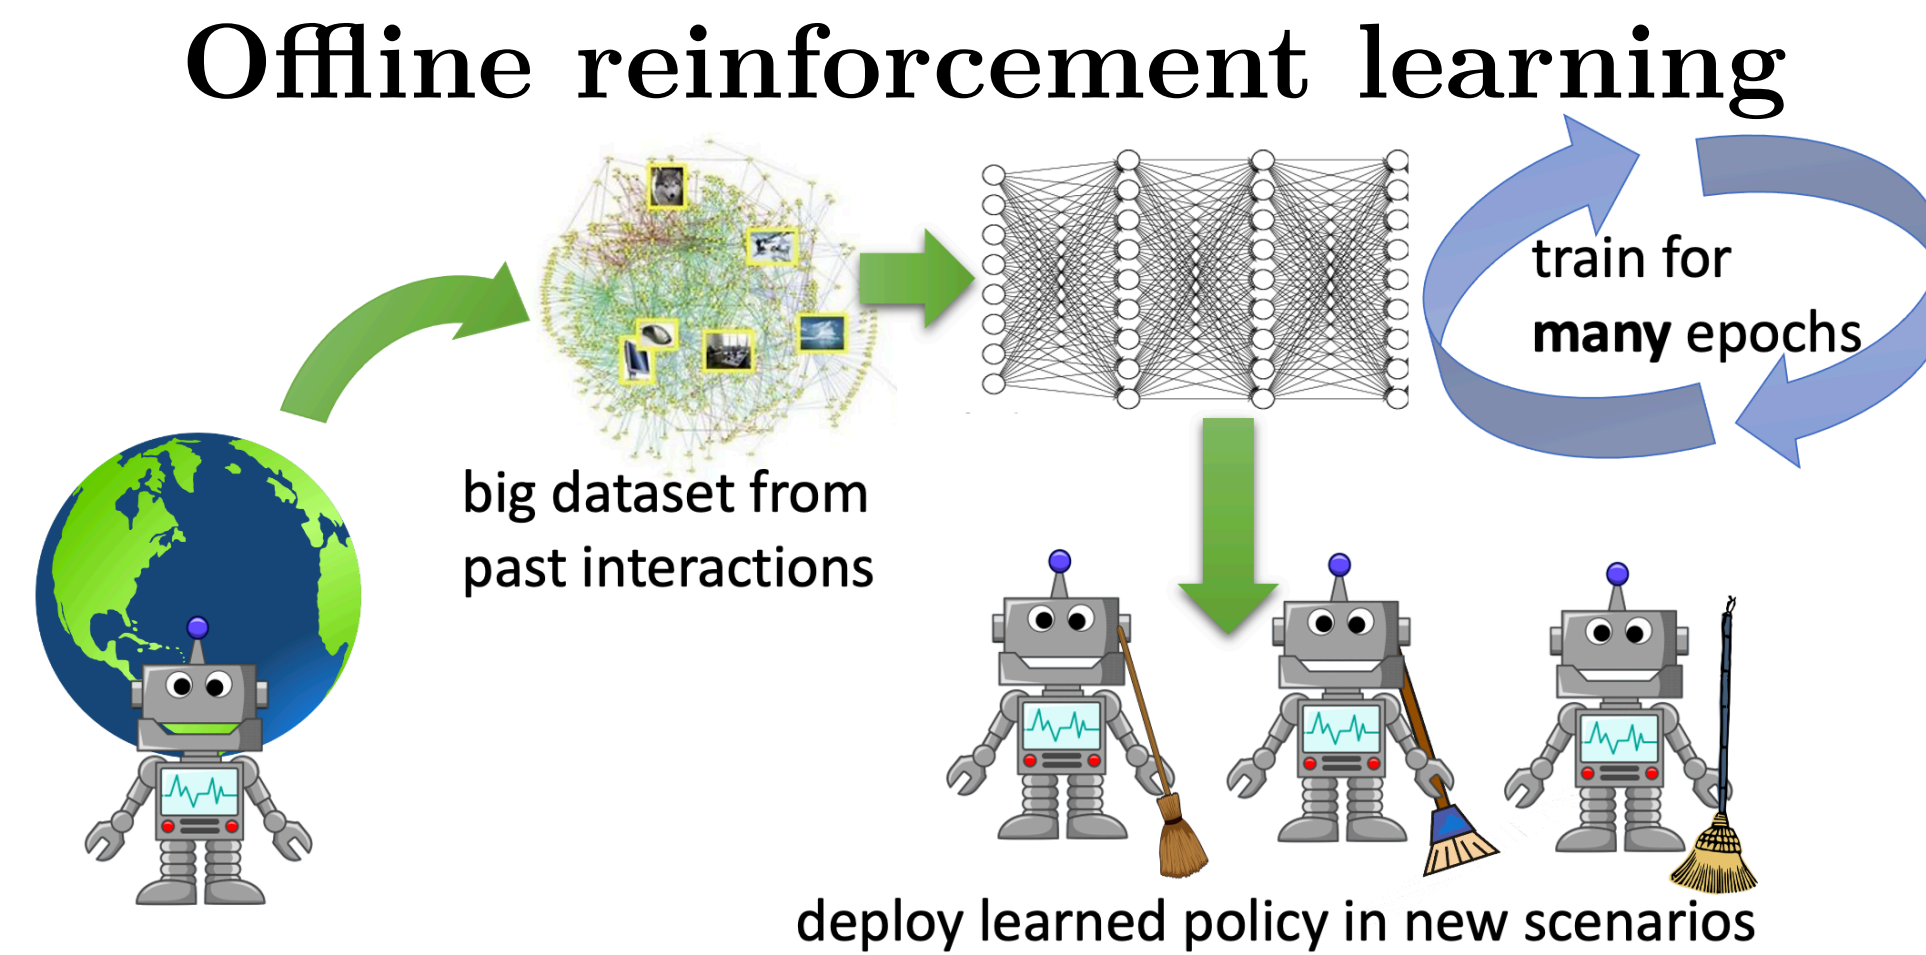 Offline reinforcement learning
train for
many epochs
big dataset from
past interactions
deploy learned policy in new scenarios